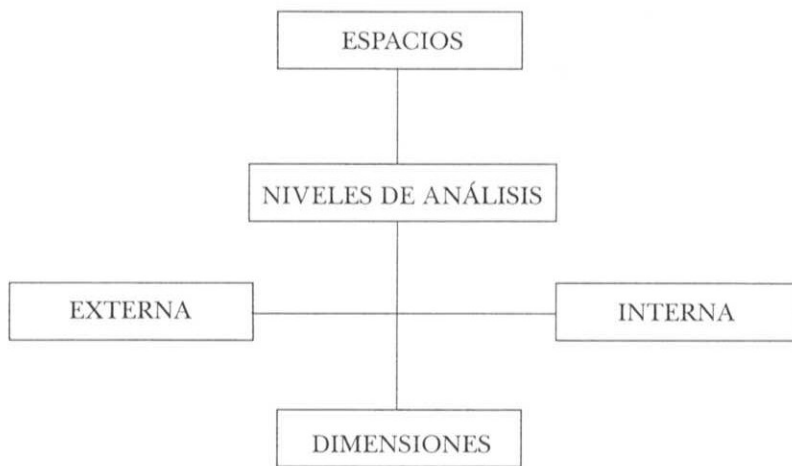 ESPACIOS
NIVELES DE ANÁLISIS
EXTERNA
INTERNA
DIMENSIONES